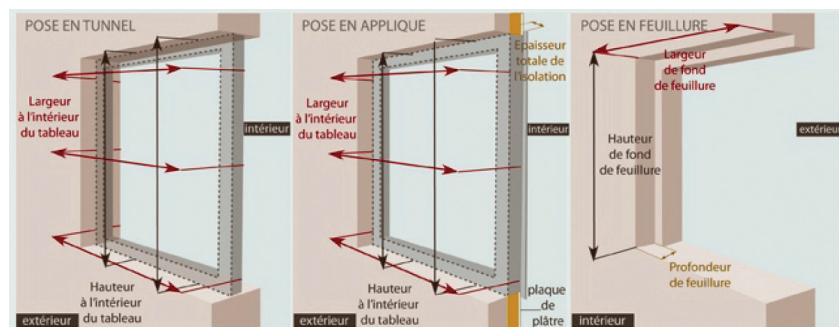 POSE EN TUNNEL
Largeur
à l'intérieur
du tableau
intérieur
Hauteur
à l'intérieur
du tableau
extérieur
POSE EN APPLIQUE
Epaisseur
totale de
l'isolation
Largeur
à l'intérieur
du tableau
intérieur
Hauteur
à l'intérieur
du tableau
plaque
de
plâtre
extérieur
POSE EN FEUILLURE
Largeur
de fond
de feuillure
extérieur
Hauteur
de fond
de feuillure
Profondeur
de feuillure
intérieur